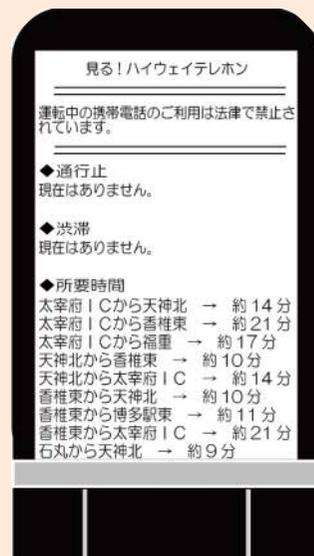 見る！ハイウェイテレホン
運転中の携帯電話のご利用は法律で禁止さ
れています。
◆通行止
現在はありません。
◆渋滞
現在はありません。
◆所要時間
太宰府ＩＣから天神北　→　約１４分
太宰府ＩＣから香椎東　→　約２１分
太宰府ＩＣから福重　→　約１７分
天神北から香椎東　→　約１０分
天神北から太宰府ＩＣ　→　約１４分
香椎東から天神北　→　約１０分
香椎東から博多駅東　→　約１１分
香椎東から太宰府ＩＣ　→　約２１分
石丸から天神北　→　約９分